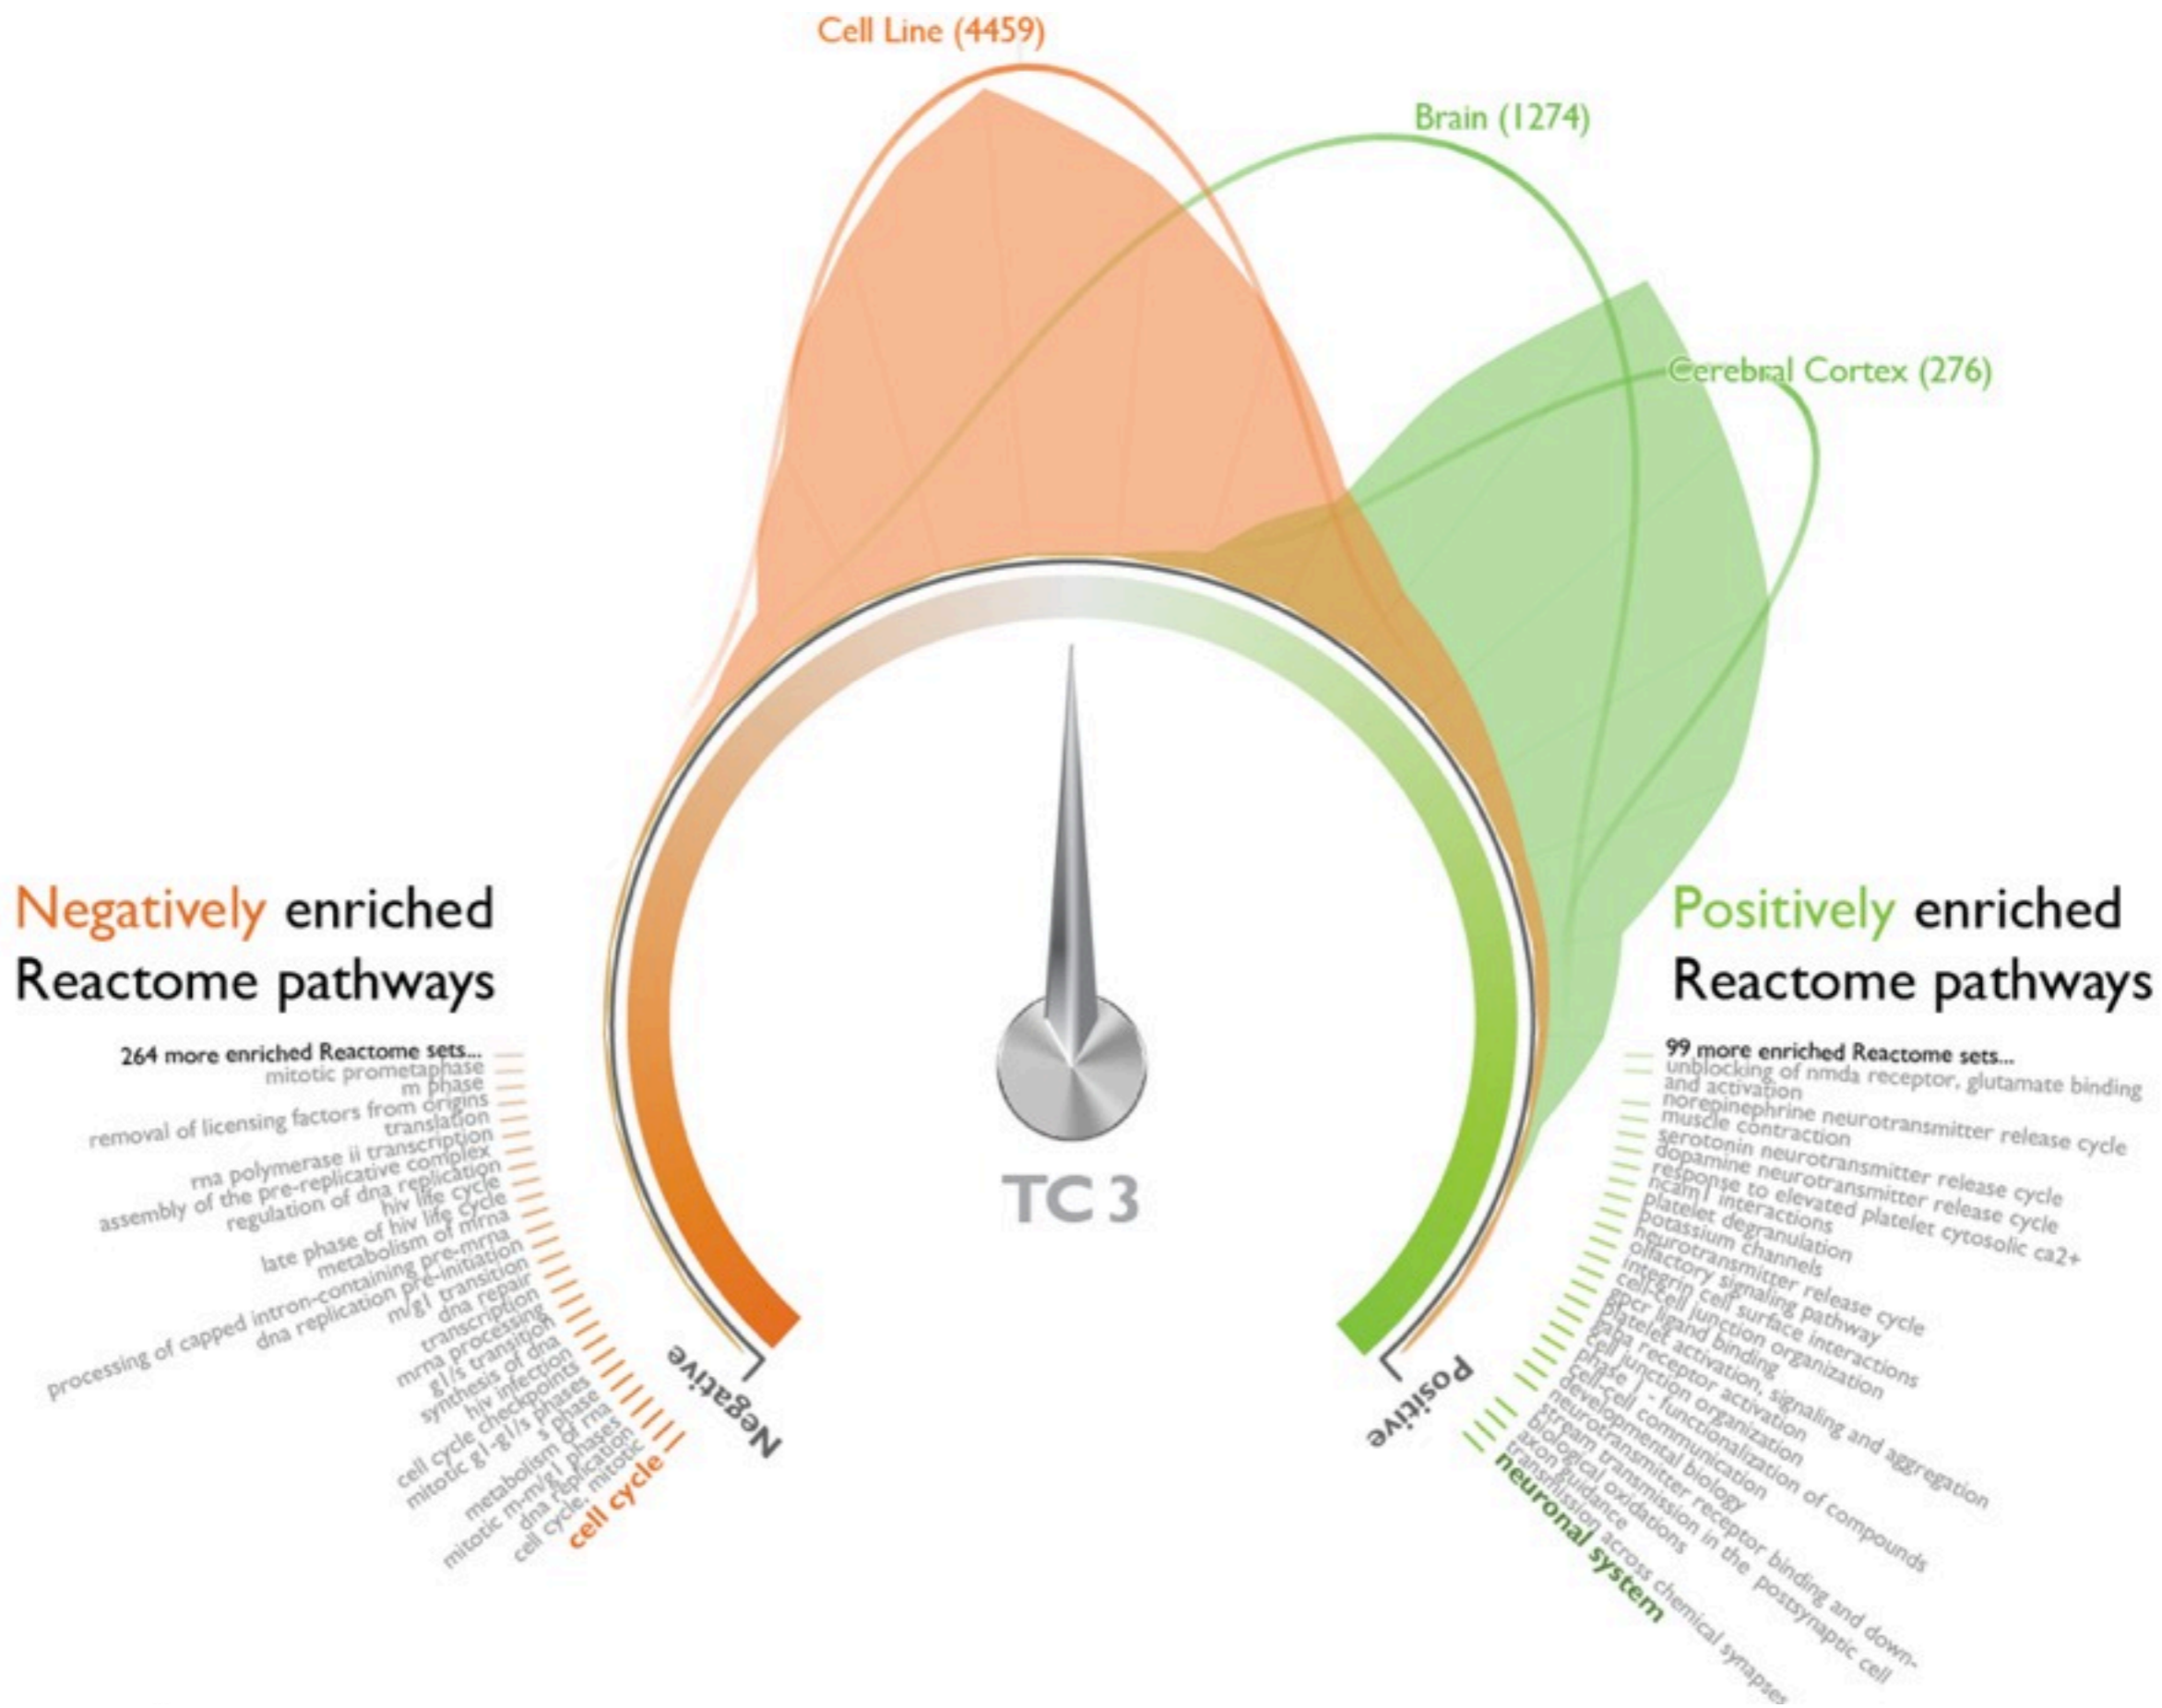 Cell Line (4459)
Brain (1274)
Cerebral Cortex (276)
TC 3
Negative
Positive
Negatively enriched
Reactome pathways
264 more enriched Reactome sets...
mitotic prometaphase
m phase
removal of licensing factors from origins
translation
rna polymerase ii transcription
assembly of the pre-replicative complex
regulation of dna replication
hiv life cycle
late phase of hiv life cycle
metabolism of mrna
processing of capped intron-containing pre-mrna
dna replication pre-initiation
m/g1 transition
dna repair
transcription
mrna processing
g1/s transition
synthesis of dna
hiv infection
cell cycle checkpoints
mitotic g1-g1/s phases
s phase
metabolism of rna
mitotic m-m/g1 phases
dna replication
cell cycle, mitotic
cell cycle
Positively enriched
Reactome pathways
99 more enriched Reactome sets...
unblocking of nmda receptor, glutamate binding
and activation
norepinephrine neurotransmitter release cycle
muscle contraction
serotonin neurotransmitter release cycle
dopamine neurotransmitter release cycle
response to elevated platelet cytosolic ca2+
ncam1 interactions
platelet degranulation
potassium channels
neurotransmitter release cycle
olfactory signaling pathway
integrin cell surface interactions
cell-cell junction organization
gpcr ligand binding
platelet activation, signaling and aggregation
gaba receptor activation
cell junction organization
phase 1 - functionalization of compounds
cell-cell communication
developmental biology
neurotransmitter receptor binding and down-
stream transmission in the postsynaptic cell
biological oxidations
axon guidance
transmission across chemical synapses
neuronal system